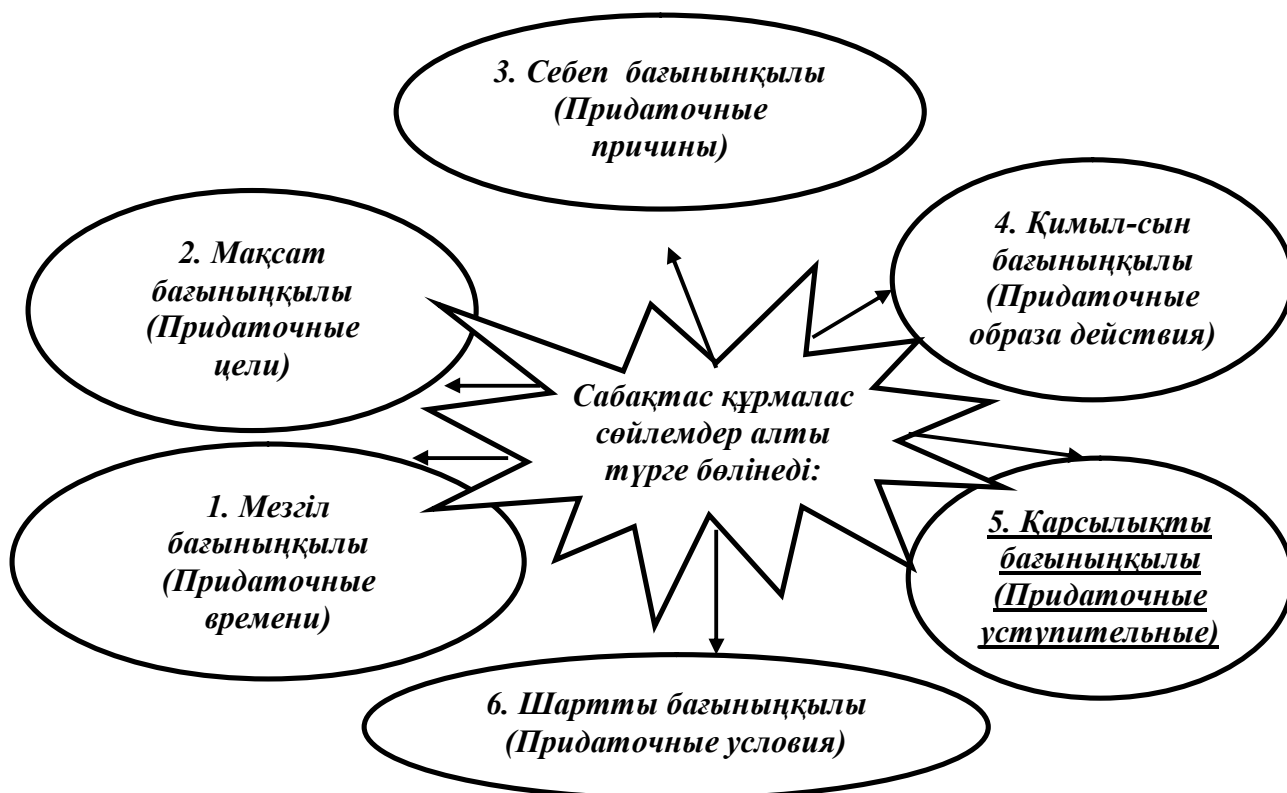 3. Себеп бағынынқылы
(Придаточные
причины)
2. Мақсат
бағыныңқылы
(Придаточные
цели)
4. Қимыл-сын
бағыныңқылы
(Придаточные
образа действия)
Сабақтас құрмалас
сөйлемдер алты
түрге бөлінеді:
1. Мезгіл
бағыныңқылы
(Придаточные
времени)
5. Қарсылықты
бағыныңқылы
(Придаточные
уступительные)
6. Шартты бағыныңқылы
(Придаточные условия)